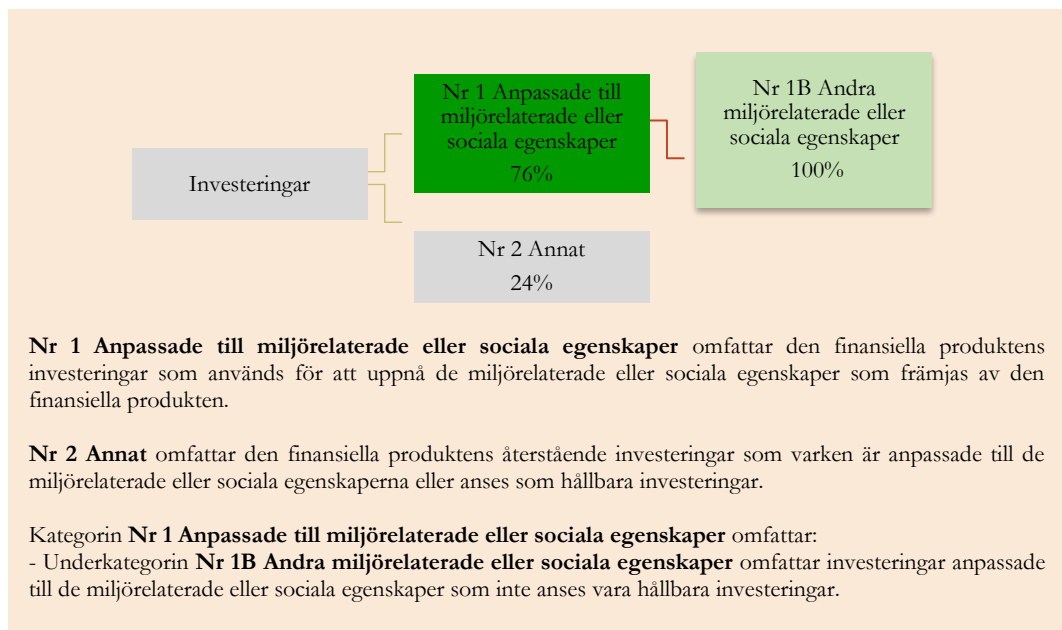 Investeringar
Nr 1 Anpassade till
miljörelaterade eller
sociala egenskaper
76%
Nr 1B Andra
miljörelaterade eller
sociala egenskaper
100%
Nr 2 Annat
24%
Nr 1 Anpassade till miljörelaterade eller sociala egenskaper omfattar den finansiella produktens
investeringar som används för att uppnå de miljörelaterade eller sociala egenskaper som främjas av den
finansiella produkten.
Nr 2 Annat omfattar den finansiella produktens återstående investeringar som varken är anpassade till de
miljörelaterade eller sociala egenskaperna eller anses som hållbara investeringar.
Kategorin Nr 1 Anpassade till miljörelaterade eller sociala egenskaper omfattar:
- Underkategorin Nr 1B Andra miljörelaterade eller sociala egenskaper omfattar investeringar anpassade
till de miljörelaterade eller sociala egenskaper som inte anses vara hållbara investeringar.